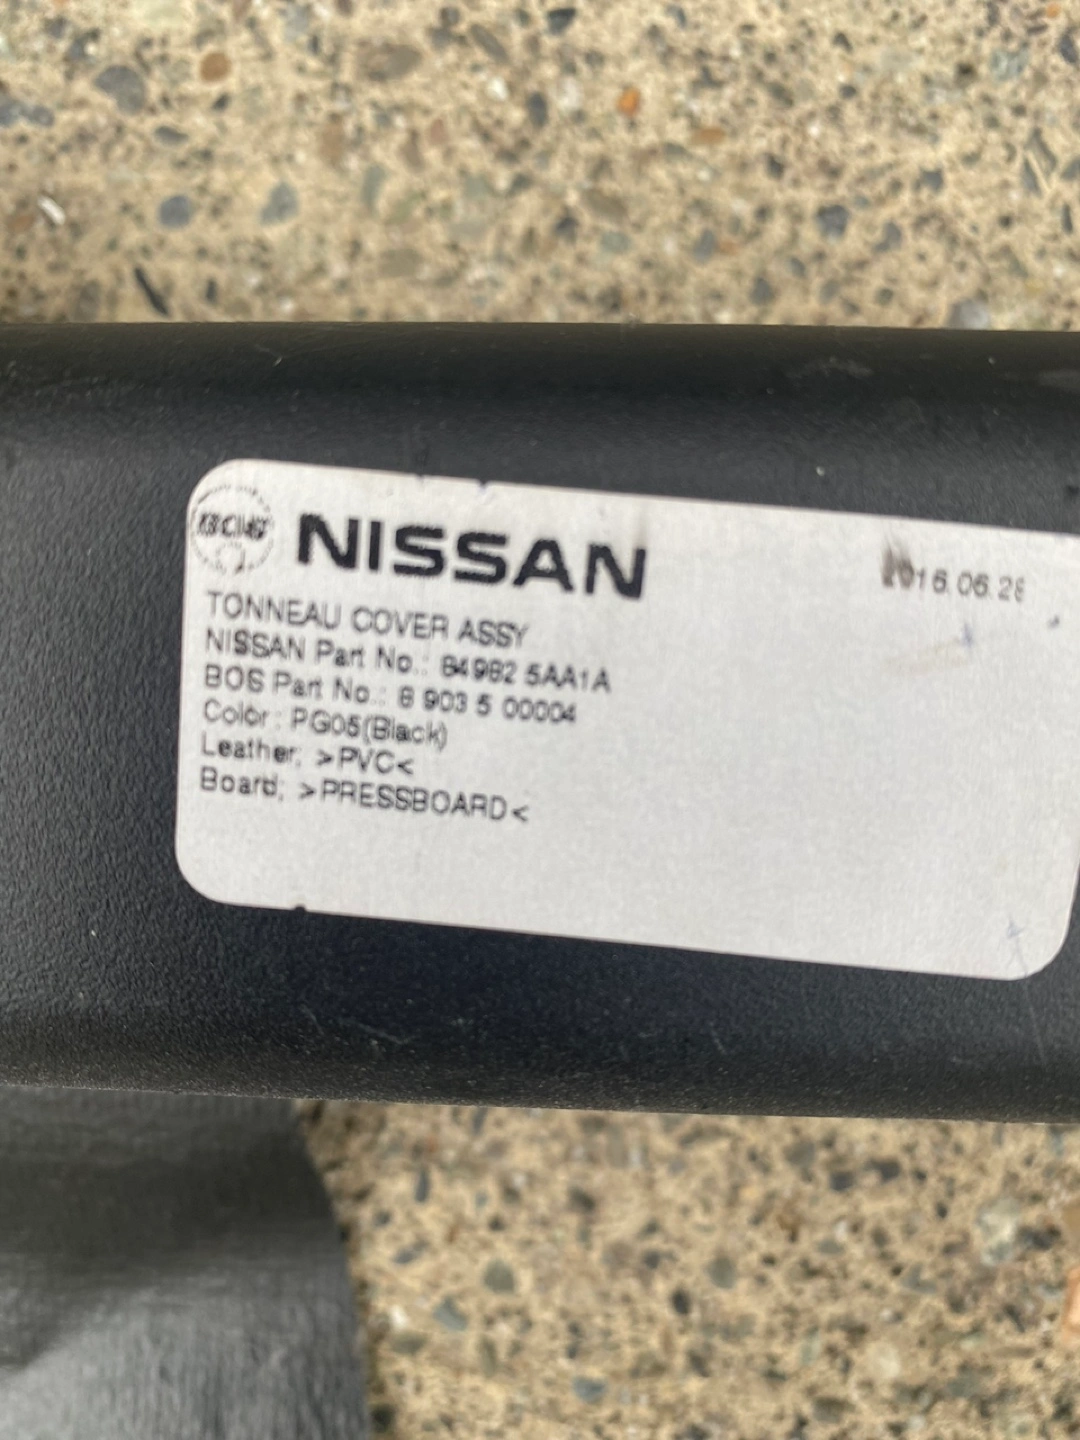 NISSAN
2016.06.28
TONNEAU COVER ASSY
NISSAN Part No.: 84982 5AA1A
BOS Part No.: 8 903 5 00004
Color: PG05(Black)
Leather; >PVC<
Board; >PRESSBOARD<